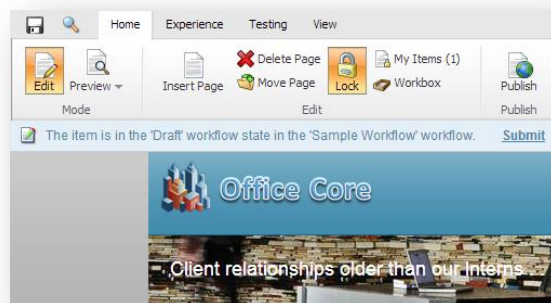 Home Experience Testing View
Delete Page My Items (1)
Edit Preview Insert Page Move Page Lock Workbox Publish
Mode Edit Publish
The item is in the 'Draft' workflow state in the 'Sample Workflow' workflow. Submit
Office Core
Client relationships older than our Interns...